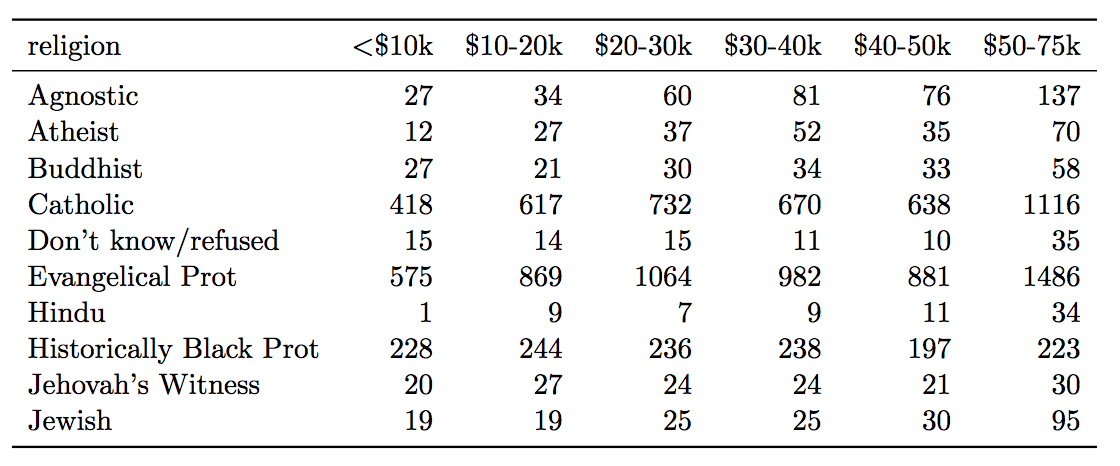 religion <$10k $10-20k $20-30k $30-40k $40-50k $50-75k
Agnostic 27 34 60 81 76 137
Atheist 12 27 37 52 35 70
Buddhist 27 21 30 34 33 58
Catholic 418 617 732 670 638 1116
Don't know/refused 15 14 15 11 10 35
Evangelical Prot 575 869 1064 982 881 1486
Hindu 1 9 7 9 11 34
Historically Black Prot 228 244 236 238 197 223
Jehovah's Witness 20 27 24 24 21 30
Jewish 19 19 25 25 30 95